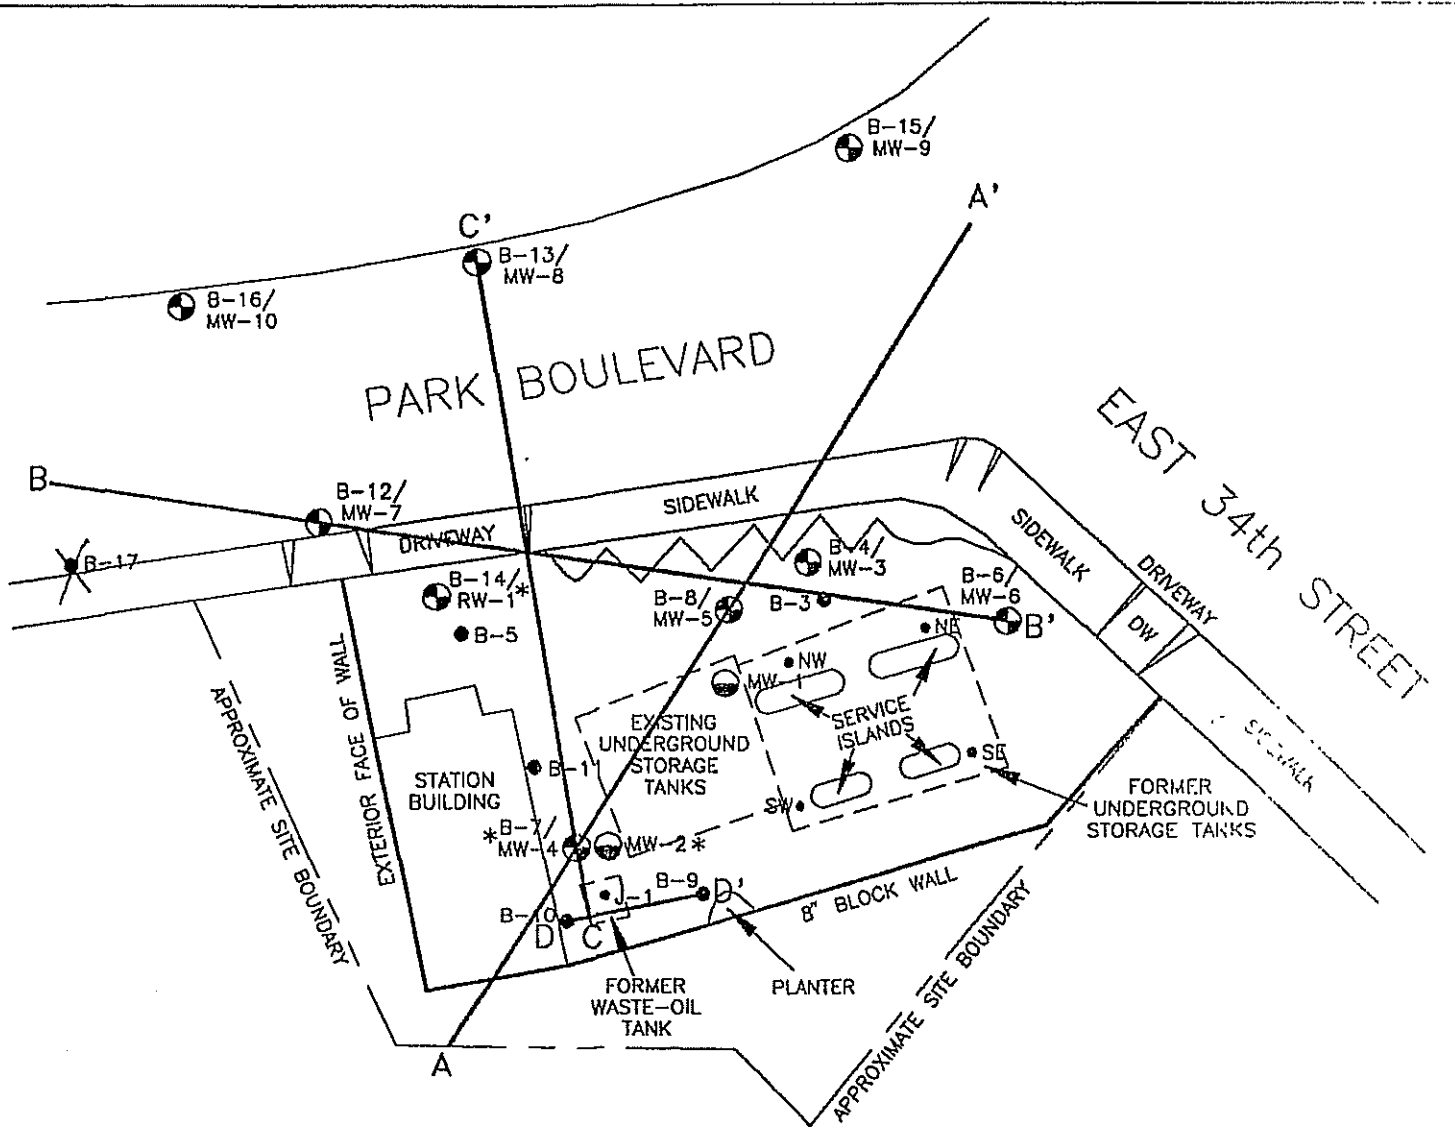 B-15/
MW-9
A'
C'
B-13/
MW-8
B-16/
MW-10
PARK BOULEVARD
EAST 34th STREET
B
B-12/
MW-7
SIDEWALK
DRIVEWAY
B-17
SIDEWALK
DRIVEWAY
DW
SIDEWALK
B-4/
MW-3
B-14/
RW-1*
B-8/
MW-5
B-3
B-6/
MW-6
B'
B-5
NE
NW
MW-1
EXTERIOR FACE OF WALL
APPROXIMATE SITE BOUNDARY
EXISTING
UNDERGROUND
STORAGE
TANKS
SERVICE
ISLANDS
SE
STATION
BUILDING
SW
FORMER
UNDERGROUND
STORAGE TANKS
*B-7/
MW-4
MW-2*
B-9
D'
J-1
B-10
D
C
8" BLOCK WALL
FORMER
WASTE-OIL
TANK
PLANTER
APPROXIMATE SITE BOUNDARY
A